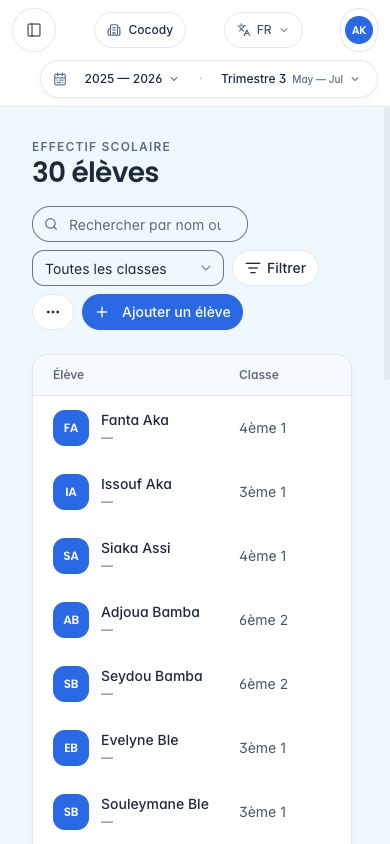 Cocody
FR
AK
2025 — 2026 · Trimestre 3 May — Jul
EFFECTIF SCOLAIRE
30 élèves
Rechercher par nom ou
Toutes les classes
Filtrer
Ajouter un élève
Élève Classe
FA Fanta Aka 4ème 1
—
IA Issouf Aka 3ème 1
—
SA Siaka Assi 4ème 1
—
AB Adjoua Bamba 6ème 2
—
SB Seydou Bamba 6ème 2
—
EB Evelyne Ble 3ème 1
—
SB Souleymane Ble 3ème 1
—